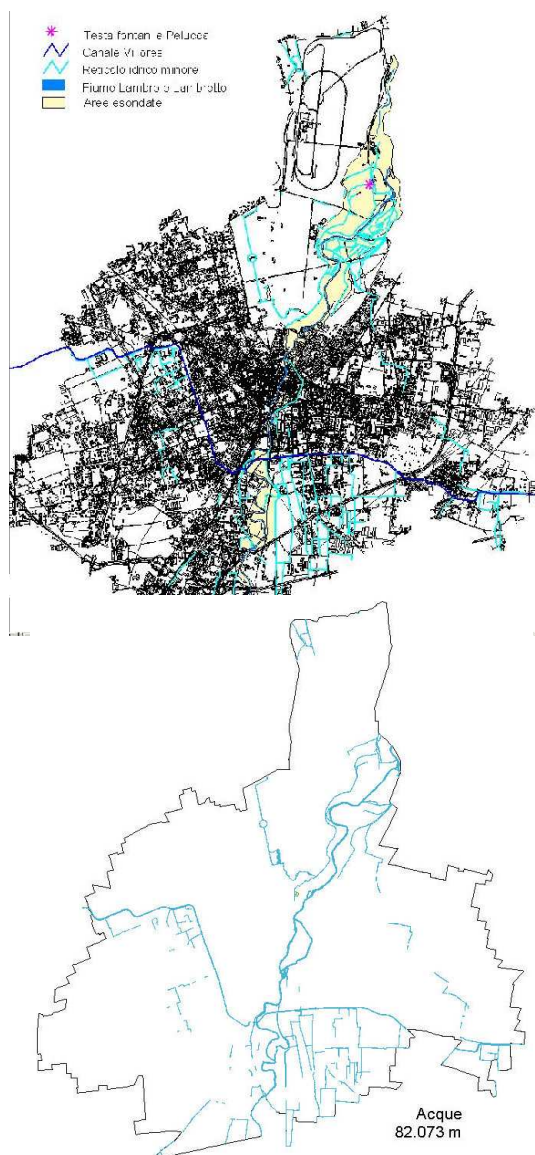 Testa fontanile Pelucca
Canale Villoresi
Reticolo idrico minore
Fiume Lambro e Lambretto
Aree esondate
Acque
82.073 m